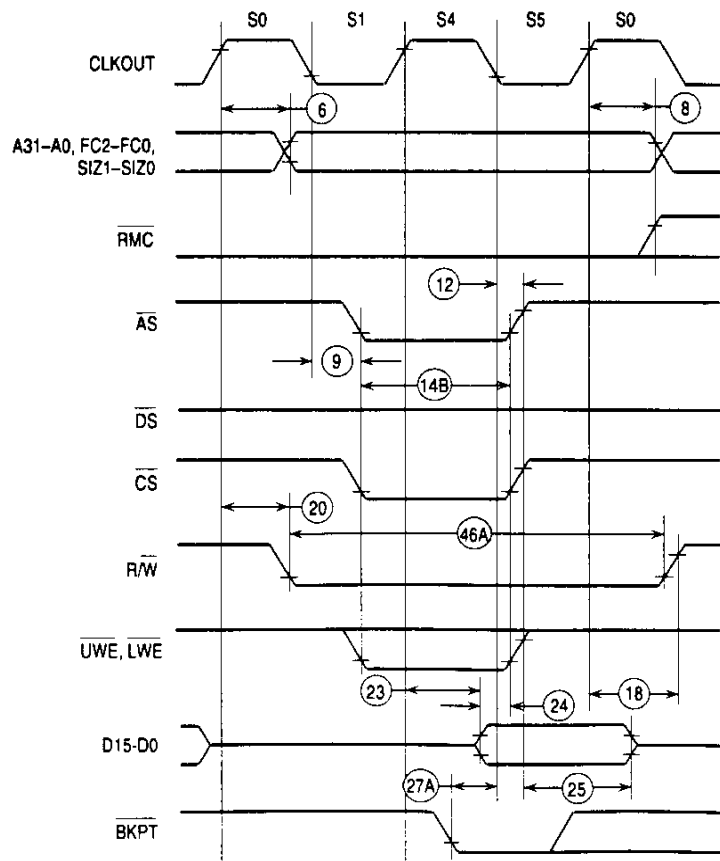 S0 S1 S4 S5 S0
CLKOUT
6 8
A31–A0, FC2–FC0,
SIZ1–SIZ0
RMC
12
AS
9
14B
DS
CS
20
46A
R/W
UWE, LWE
23 18
24
D15-D0
27A 25
BKPT